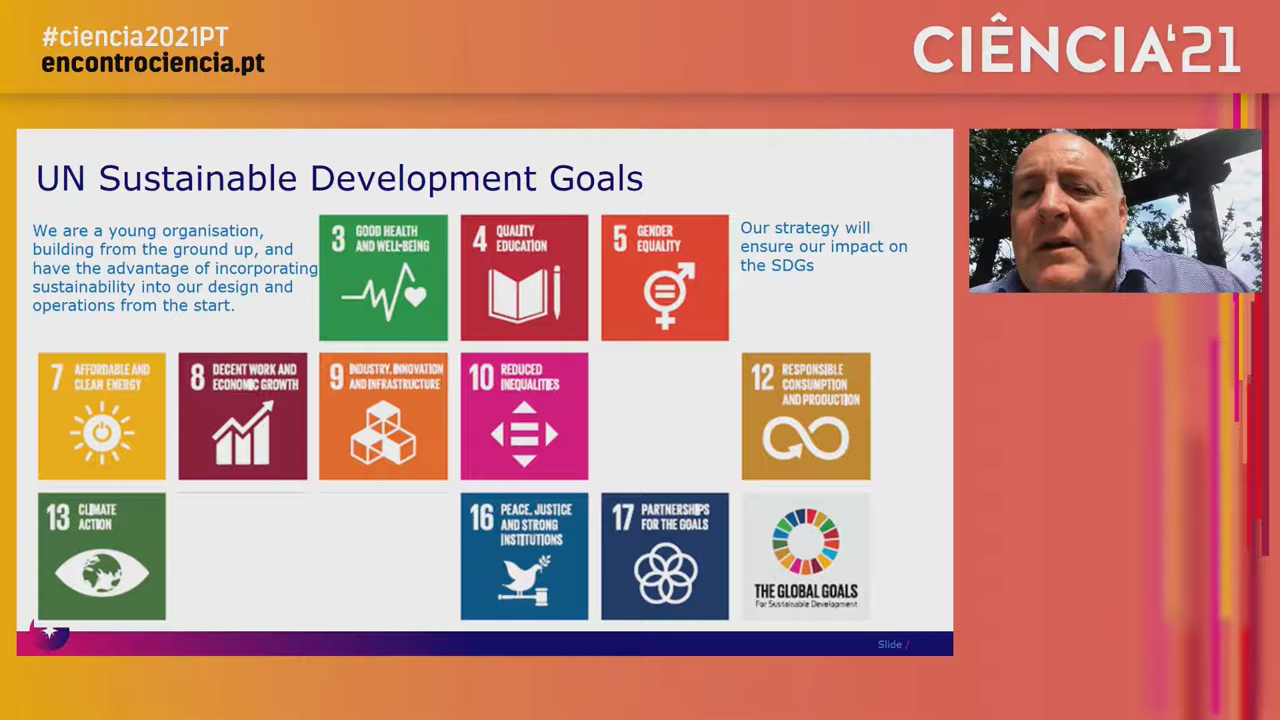 #ciencia2021PT
encontrociencia.pt
CIÊNCIA‘21
UN Sustainable Development Goals
We are a young organisation,
building from the ground up, and
have the advantage of incorporating
sustainability into our design and
operations from the start.
3 GOOD HEALTH
AND WELL-BEING
4 QUALITY
EDUCATION
5 GENDER
EQUALITY
Our strategy will
ensure our impact on
the SDGs
7 AFFORDABLE AND
CLEAN ENERGY
8 DECENT WORK AND
ECONOMIC GROWTH
9 INDUSTRY, INNOVATION
AND INFRASTRUCTURE
10 REDUCED
INEQUALITIES
12 RESPONSIBLE
CONSUMPTION
AND PRODUCTION
13 CLIMATE
ACTION
16 PEACE, JUSTICE
AND STRONG
INSTITUTIONS
17 PARTNERSHIPS
FOR THE GOALS
THE GLOBAL GOALS
For Sustainable Development
Slide /